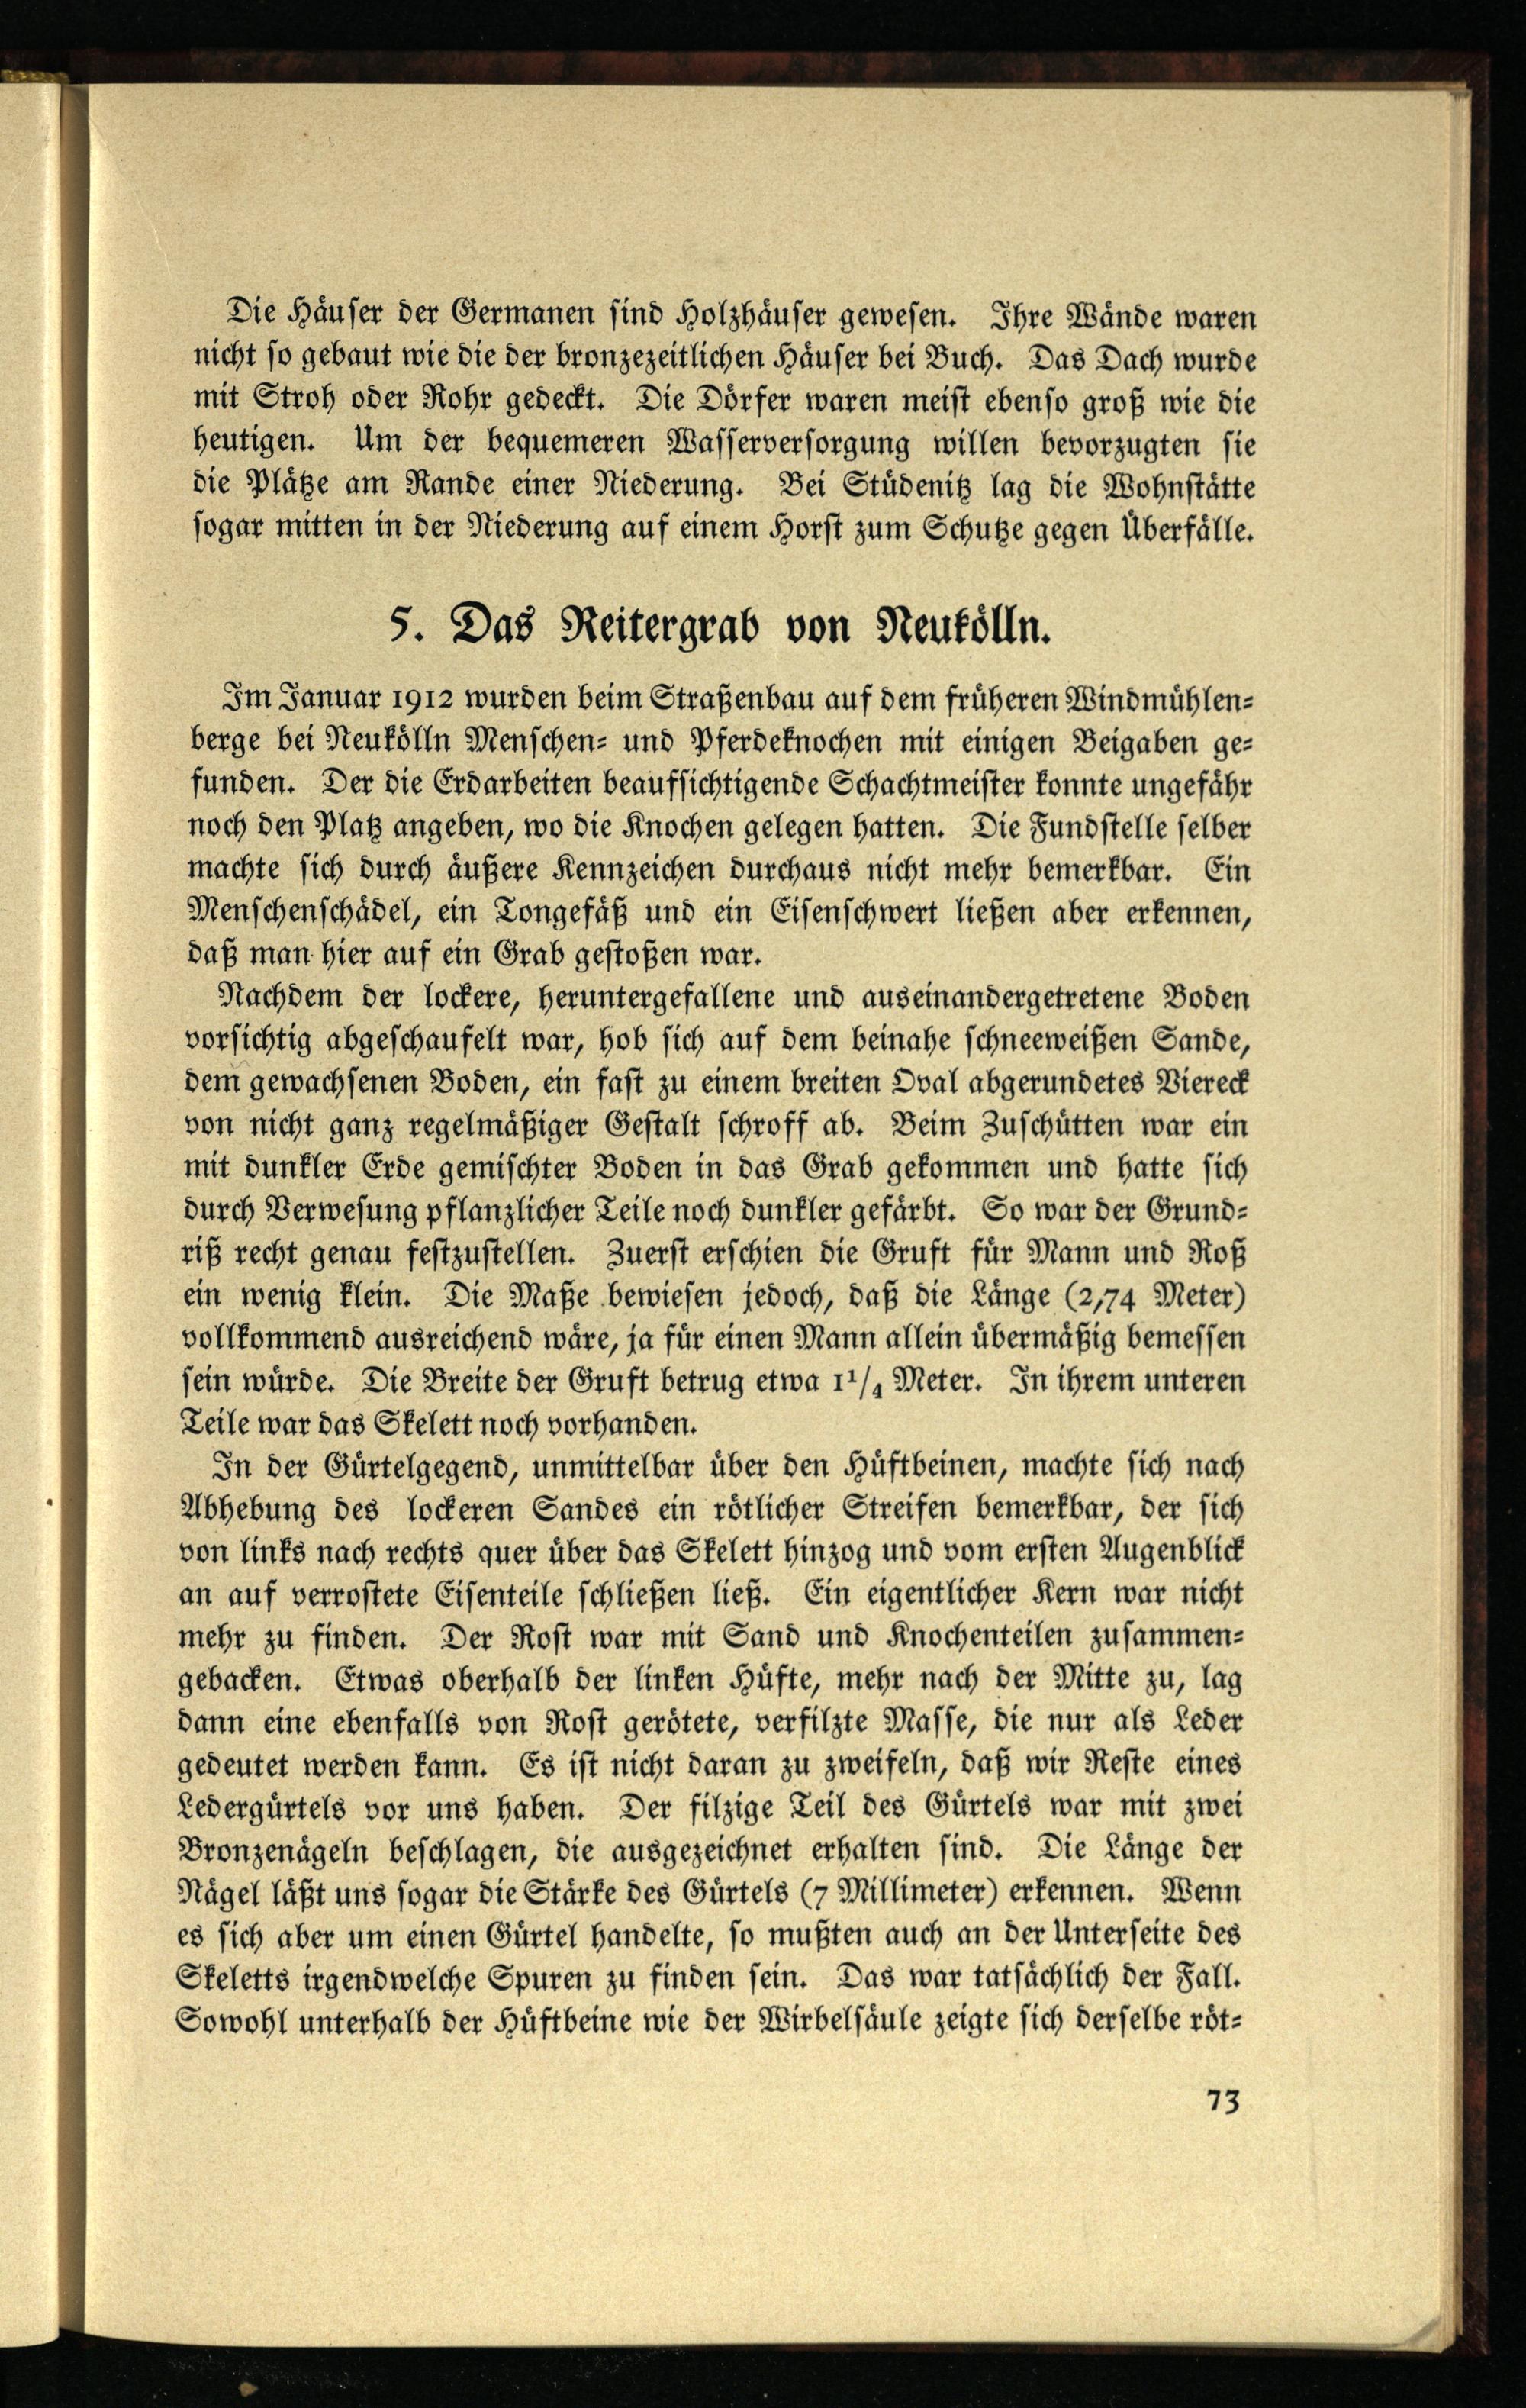 Die Häuser der Germanen sind Holzhäuser gewesen. Ihre Wände waren
nicht so gebaut wie die der bronzezeitlichen Häuser bei Buch. Das Dach wurde
mit Stroh oder Rohr gedeckt. Die Dörfer waren meist ebenso groß wie die
heutigen. Um der bequemeren Wasserversorgung willen bevorzugten sie
die Plätze am Rande einer Niederung. Bei Stüdenitz lag die Wohnstätte
sogar mitten in der Niederung auf einem Horst zum Schutze gegen Überfälle.
5. Das Reitergrab von Neukölln.
Im Januar 1912 wurden beim Straßenbau auf dem früheren Windmühlen-
berge bei Neukölln Menschen- und Pferdeknochen mit einigen Beigaben ge-
funden. Der die Erdarbeiten beaufsichtigende Schachtmeister konnte ungefähr
noch den Platz angeben, wo die Knochen gelegen hatten. Die Fundstelle selber
machte sich durch äußere Kennzeichen durchaus nicht mehr bemerkbar. Ein
Menschenschädel, ein Tongefäß und ein Eisenschwert ließen aber erkennen,
daß man hier auf ein Grab gestoßen war.
Nachdem der lockere, heruntergefallene und auseinandergetretene Boden
vorsichtig abgeschaufelt war, hob sich auf dem beinahe schneeweißen Sande,
dem gewachsenen Boden, ein fast zu einem breiten Oval abgerundetes Viereck
von nicht ganz regelmäßiger Gestalt schroff ab. Beim Zuschütten war ein
mit dunkler Erde gemischter Boden in das Grab gekommen und hatte sich
durch Verwesung pflanzlicher Teile noch dunkler gefärbt. So war der Grund-
riß recht genau festzustellen. Zuerst erschien die Gruft für Mann und Roß
ein wenig klein. Die Maße bewiesen jedoch, daß die Länge (2,74 Meter)
vollkommend ausreichend wäre, ja für einen Mann allein übermäßig bemessen
sein würde. Die Breite der Gruft betrug etwa 1¹/₄ Meter. In ihrem unteren
Teile war das Skelett noch vorhanden.
In der Gürtelgegend, unmittelbar über den Hüftbeinen, machte sich nach
Abhebung des lockeren Sandes ein rötlicher Streifen bemerkbar, der sich
von links nach rechts quer über das Skelett hinzog und vom ersten Augenblick
an auf verrostete Eisenteile schließen ließ. Ein eigentlicher Kern war nicht
mehr zu finden. Der Rost war mit Sand und Knochenteilen zusammen-
gebacken. Etwas oberhalb der linken Hüfte, mehr nach der Mitte zu, lag
dann eine ebenfalls von Rost gerötete, verfilzte Masse, die nur als Leder
gedeutet werden kann. Es ist nicht daran zu zweifeln, daß wir Reste eines
Ledergürtels vor uns haben. Der filzige Teil des Gürtels war mit zwei
Bronzenägeln beschlagen, die ausgezeichnet erhalten sind. Die Länge der
Nägel läßt uns sogar die Stärke des Gürtels (7 Millimeter) erkennen. Wenn
es sich aber um einen Gürtel handelte, so mußten auch an der Unterseite des
Skeletts irgendwelche Spuren zu finden sein. Das war tatsächlich der Fall.
Sowohl unterhalb der Hüftbeine wie der Wirbelsäule zeigte sich derselbe röt-
73